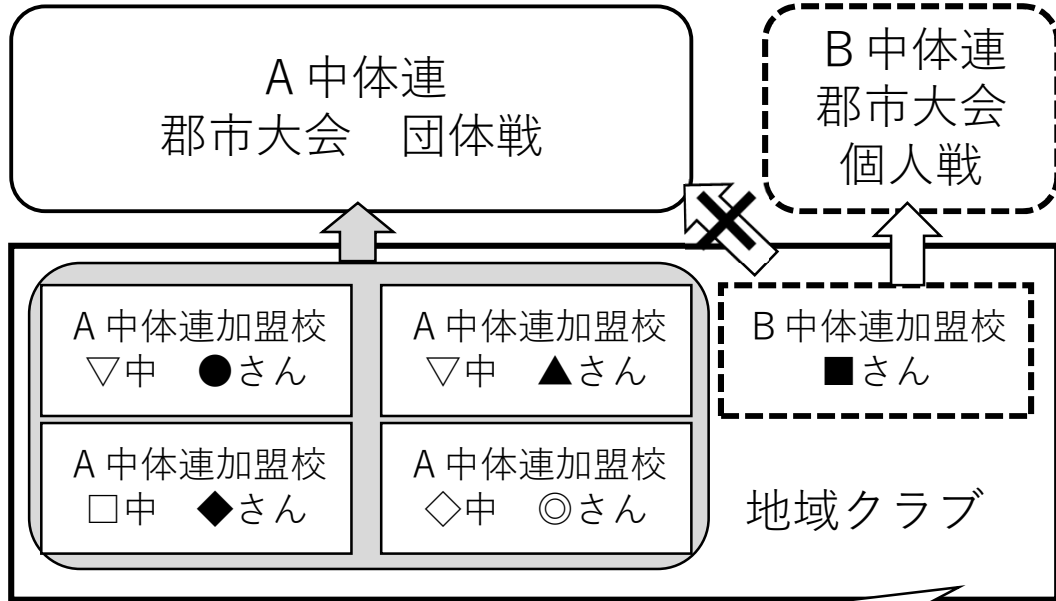 A中体連
郡市大会　団体戦
B中体連
郡市大会
個人戦
A中体連加盟校
▽中　●さん
A中体連加盟校
▽中　▲さん
B中体連加盟校
■さん
A中体連加盟校
□中　◆さん
A中体連加盟校
◇中　◎さん
地域クラブ